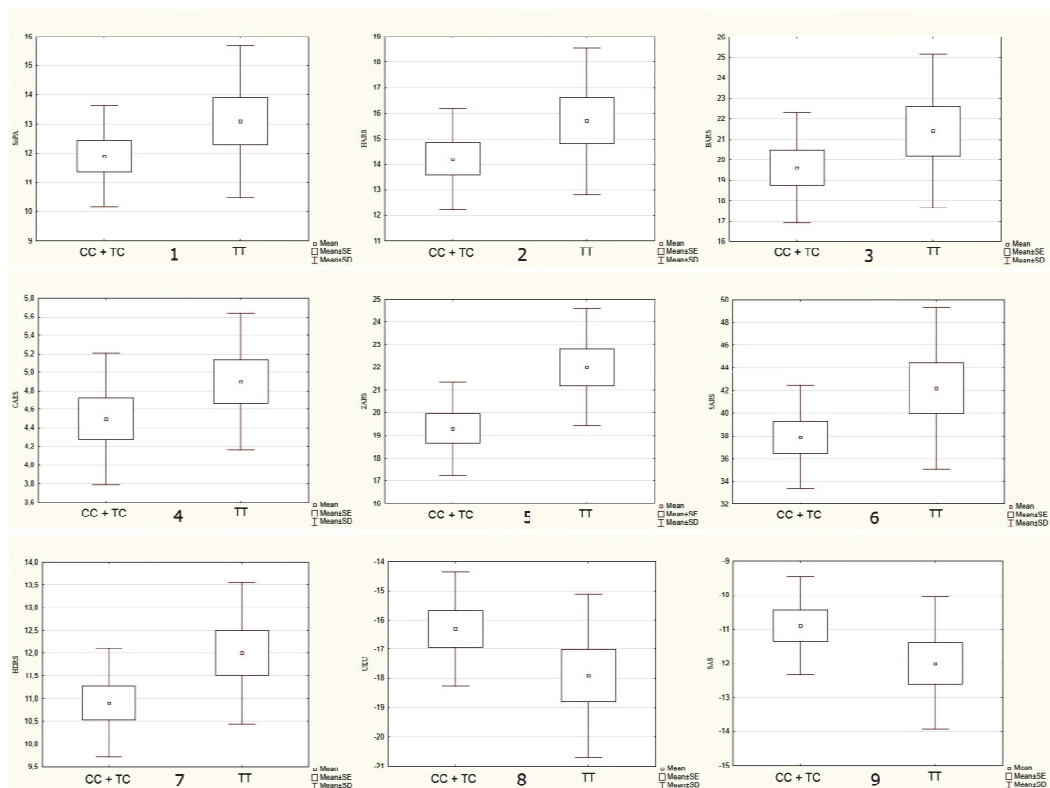 16
15
14
13
12
11
10
9
SsPA
CC + TC
1
TT
Mean
Mean±SE
Mean±SD
19
18
17
16
15
14
13
12
11
HARS
CC + TC
2
TT
Mean
Mean±SE
Mean±SD
26
25
24
23
22
21
20
19
18
17
16
BARS
CC + TC
3
TT
Mean
Mean±SE
Mean±SD
5,8
5,6
5,4
5,2
5,0
4,8
4,6
4,4
4,2
4,0
3,8
3,6
CARS
CC + TC
4
TT
Mean
Mean±SE
Mean±SD
25
24
23
22
21
20
19
18
17
16
ZARS
CC + TC
5
TT
Mean
Mean±SE
Mean±SD
50
48
46
44
42
40
38
36
34
32
CC + TC
6
TT
Mean
Mean±SE
Mean±SD
14,0
13,5
13,0
12,5
12,0
11,5
11,0
10,5
10,0
9,5
HDRS
CC + TC
7
TT
Mean
Mean±SE
Mean±SD
-14
-15
-16
-17
-18
-19
-20
-21
UKU
CC + TC
8
TT
Mean
Mean±SE
Mean±SD
-9
-10
-11
-12
-13
-14
-15
SAS
CC + TC
9
TT
Mean
Mean±SE
Mean±SD